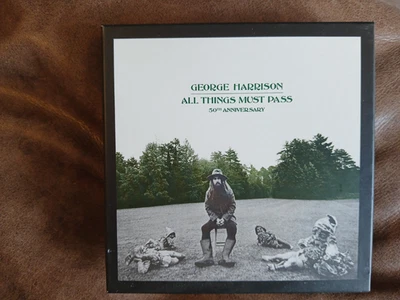 GEORGE HARRISON
ALL THINGS MUST PASS
50TH ANNIVERSARY